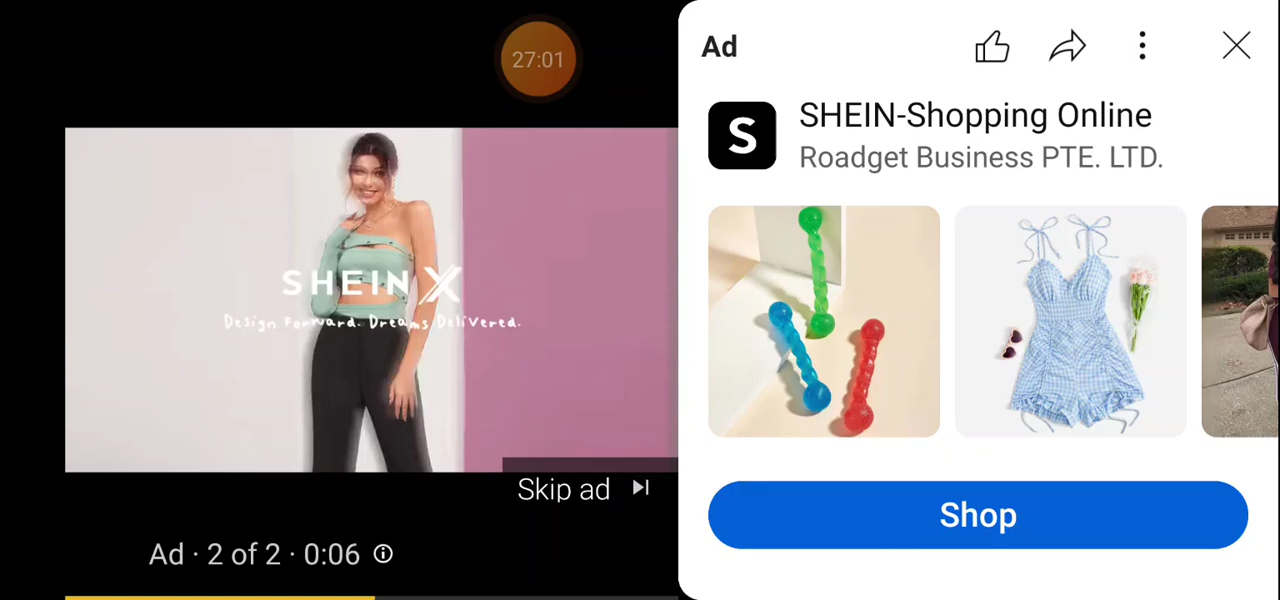 27:01
SHEIN X
Design Forward. Dreams Delivered.
Skip ad
Ad · 2 of 2 · 0:06
Ad
S
SHEIN-Shopping Online
Roadget Business PTE. LTD.
Shop